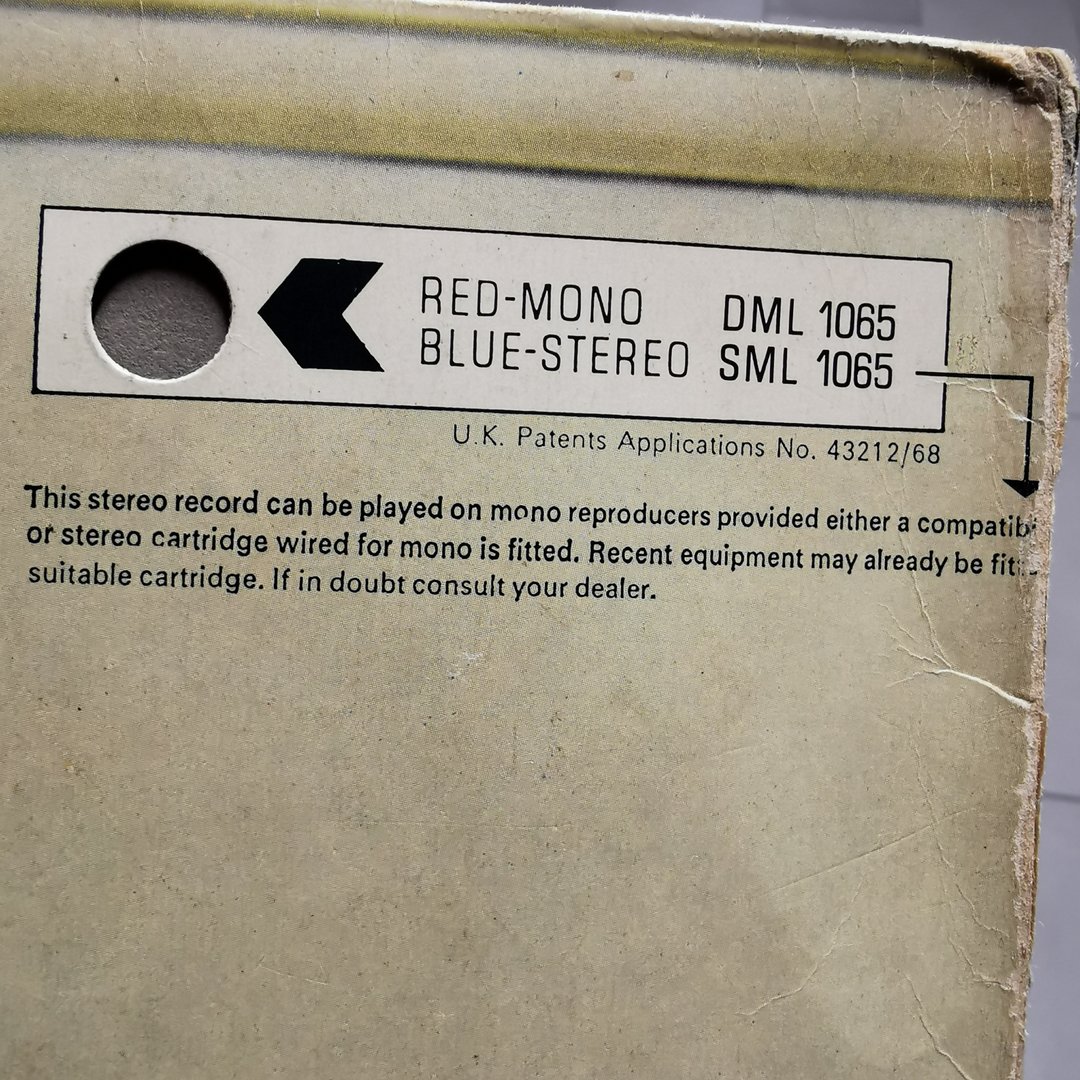 RED-MONO DML 1065
BLUE-STEREO SML 1065
U.K. Patents Applications No. 43212/68
This stereo record can be played on mono reproducers provided either a
or stereo cartridge wired for mono is fitted. Recent equipment may already be
suitable cartridge. If in doubt consult your dealer.